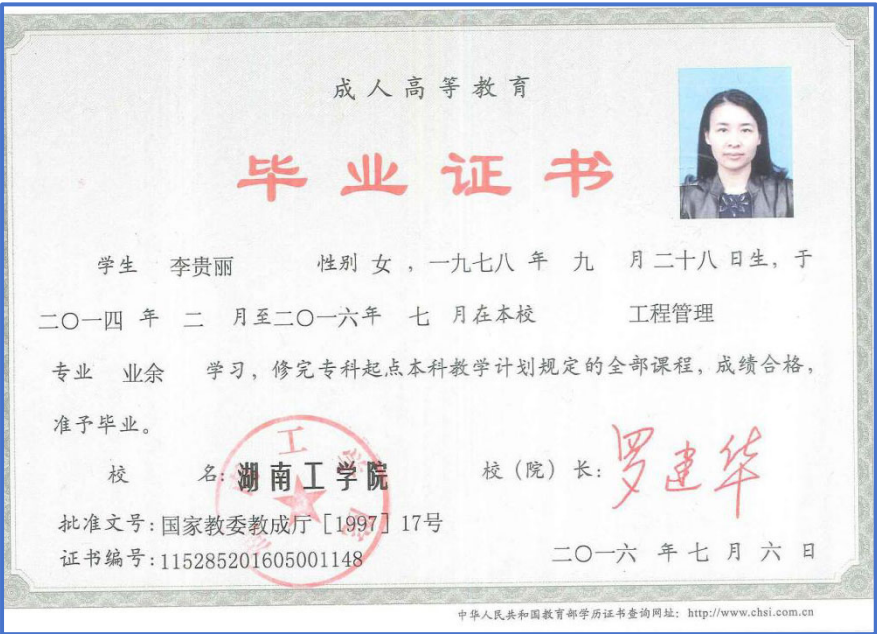 成人高等教育
毕业证书
学生 李贵丽 性别 女 ，一九七八 年 九 月 二十八 日生，于
二〇一四 年 二 月至二〇一六年 七 月在本校 工程管理
专业 业余 学习，修完专科起点本科教学计划规定的全部课程，成绩合格，
准予毕业。
校 名：湖南工学院
校（院）长：罗建华
批准文号：国家教委教成厅［1997］17号
证书编号：115285201605001148
二〇一六 年 七 月 六 日
中华人民共和国教育部学历证书查询网址：http://www.chsi.com.cn